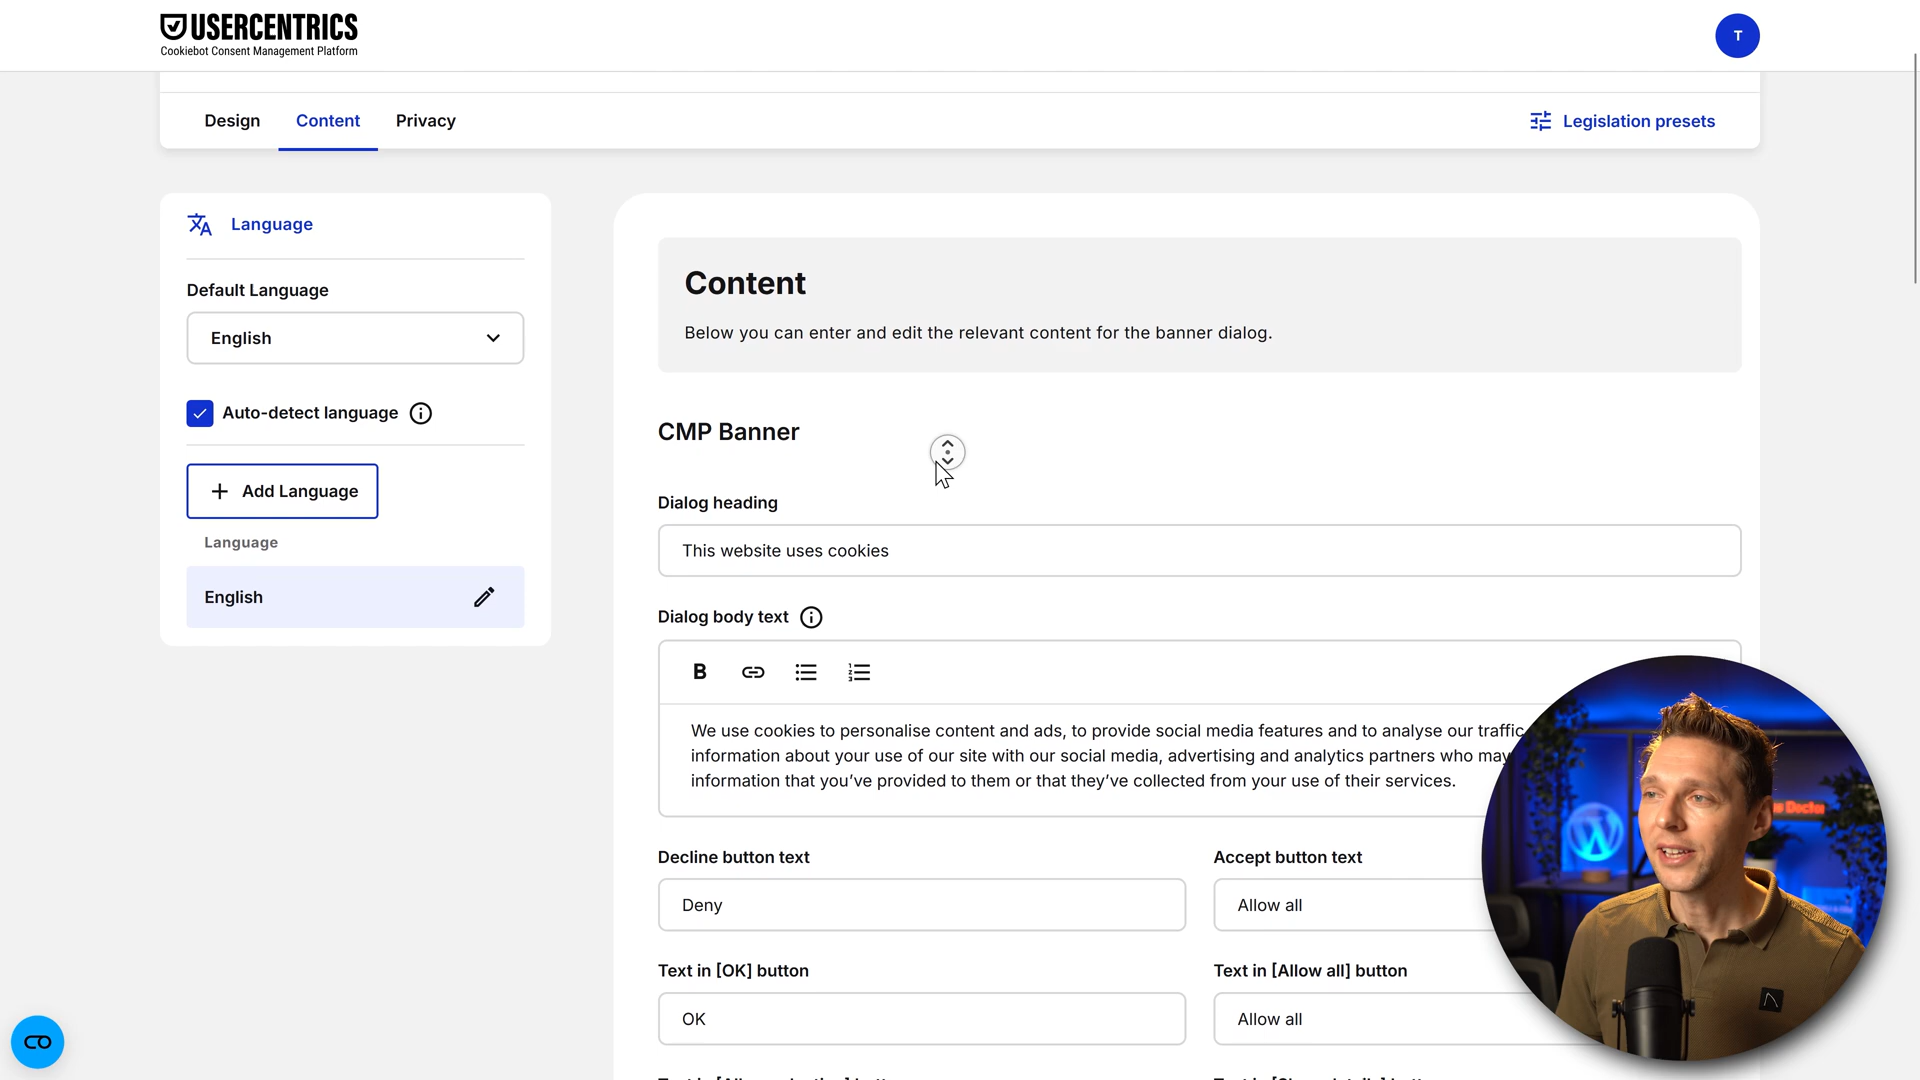 USERCENTRICS
Cookiebot Consent Management Platform
T
Design
Content
Privacy
Legislation presets
Language
Default Language
English
Auto-detect language
+ Add Language
Language
English
Content
Below you can enter and edit the relevant content for the banner dialog.
CMP Banner
Dialog heading
This website uses cookies
Dialog body text
B
We use cookies to personalise content and ads, to provide social media features and to analyse our traffic
information about your use of our site with our social media, advertising and analytics partners who may
information that you’ve provided to them or that they’ve collected from your use of their services.
Decline button text
Accept button text
Deny
Allow all
Text in [OK] button
Text in [Allow all] button
OK
Allow all